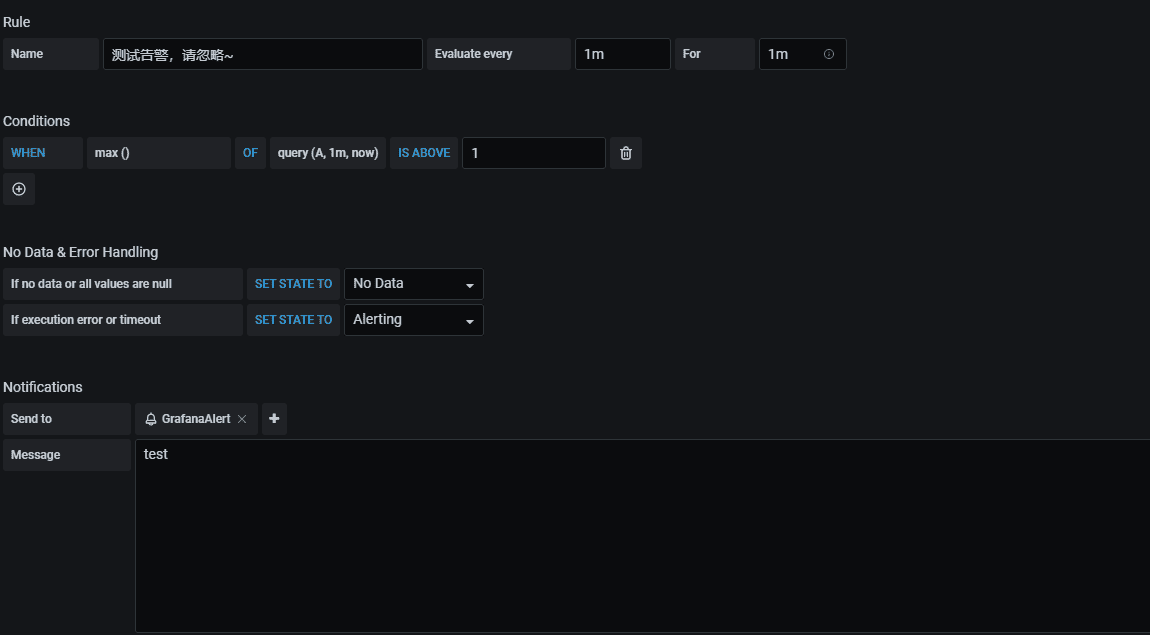 Rule
Name 测试告警，请忽略~ Evaluate every 1m For 1m
Conditions
WHEN max () OF query (A, 1m, now) IS ABOVE 1
No Data & Error Handling
If no data or all values are null SET STATE TO No Data
If execution error or timeout SET STATE TO Alerting
Notifications
Send to GrafanaAlert
Message test